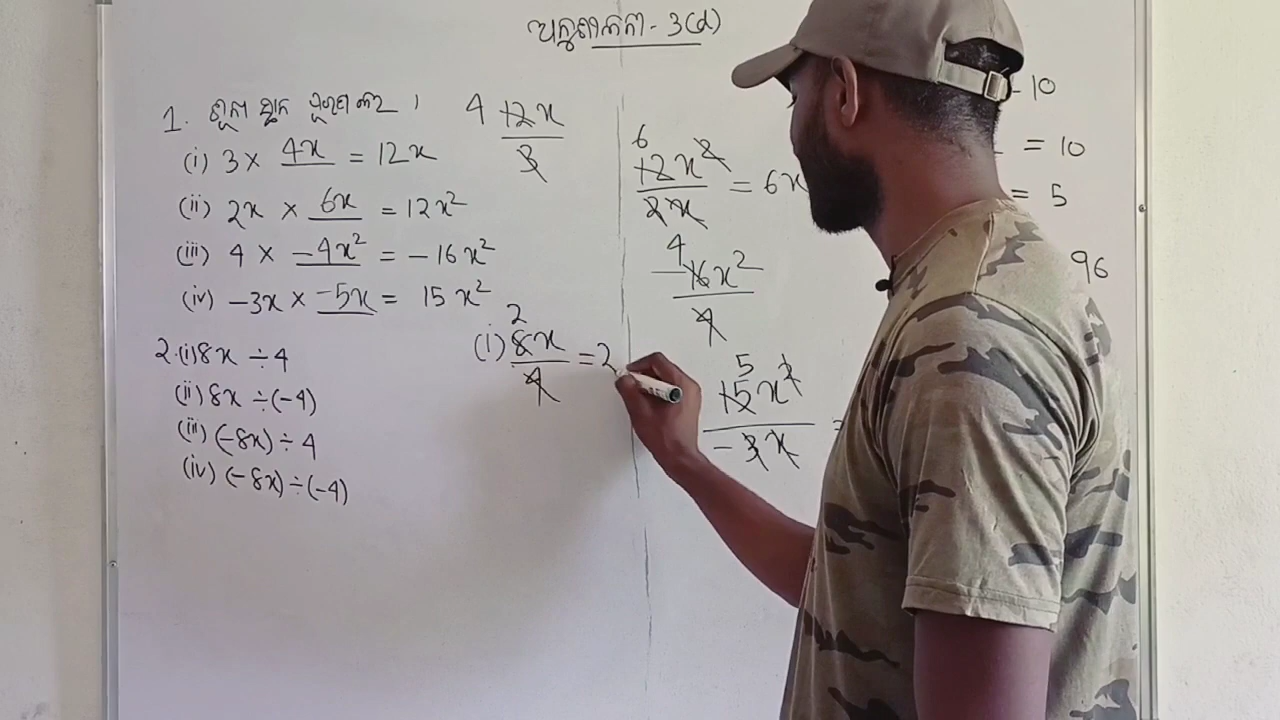 ଅନୁଶୀଳନୀ - 3(d)
1. ଶୂନ୍ୟ ସ୍ଥାନ ପୂରଣ କର ।
(i) 3 × 4x = 12x
(ii) 2x × 6x = 12x²
(iii) 4 × -4x² = -16x²
(iv) -3x × -5x = 15x²
2. (i) 8x ÷ 4
(ii) 8x ÷ (-4)
(iii) (-8x) ÷ 4
(iv) (-8x) ÷ (-4)
4 12x
3
(i) 2
8x
4 = 2
6
12x²
2x = 6x
4
-16x²
4
5
15x²
-3x =
- 10
= 10
= 5
96